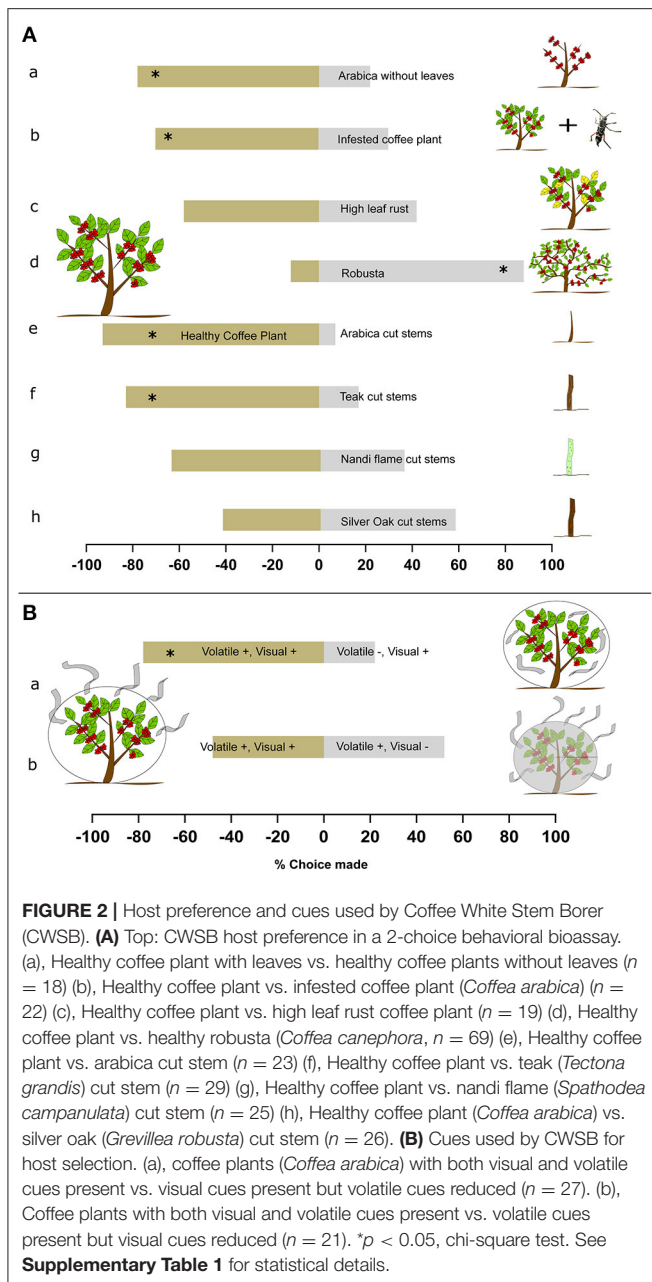 A
a
* Arabica without leaves
b
* Infested coffee plant
+
c
High leaf rust
d
Robusta *
e
* Healthy Coffee Plant Arabica cut stems
f
* Teak cut stems
g
Nandi flame cut stems
h
Silver Oak cut stems
-100 -80 -60 -40 -20 0 20 40 60 80 100
B
a
* Volatile +, Visual + Volatile -, Visual +
b
Volatile +, Visual + Volatile +, Visual -
-100 -80 -60 -40 -20 0 20 40 60 80 100
% Choice made
FIGURE 2 | Host preference and cues used by Coffee White Stem Borer
(CWSB). (A) Top: CWSB host preference in a 2-choice behavioral bioassay.
(a), Healthy coffee plant with leaves vs. healthy coffee plants without leaves (n
= 18) (b), Healthy coffee plant vs. infested coffee plant (Coffea arabica) (n =
22) (c), Healthy coffee plant vs. high leaf rust coffee plant (n = 19) (d), Healthy
coffee plant vs. healthy robusta (Coffea canephora, n = 69) (e), Healthy coffee
plant vs. arabica cut stem (n = 23) (f), Healthy coffee plant vs. teak (Tectona
grandis) cut stem (n = 29) (g), Healthy coffee plant vs. nandi flame (Spathodea
campanulata) cut stem (n = 25) (h), Healthy coffee plant (Coffea arabica) vs.
silver oak (Grevillea robusta) cut stem (n = 26). (B) Cues used by CWSB for
host selection. (a), coffee plants (Coffea arabica) with both visual and volatile
cues present vs. visual cues present but volatile cues reduced (n = 27). (b),
Coffee plants with both visual and volatile cues present vs. volatile cues
present but visual cues reduced (n = 21). *p < 0.05, chi-square test. See
Supplementary Table 1 for statistical details.